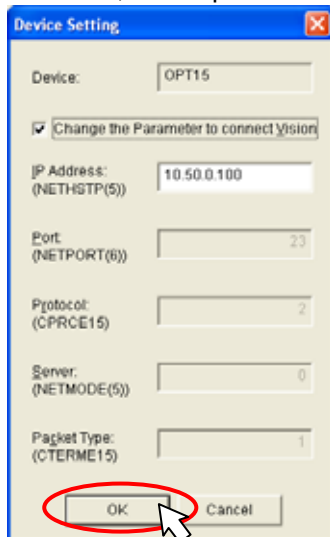 Device Setting
Device: OPT15
Change the Parameter to connect Vision
IP Address: 10.50.0.100
(NETHSTP(5))
Port: 23
(NETPORT(6))
Protocol: 2
(CPRCE15)
Server: 0
(NETMODE(5))
Packet Type: 1
(CTERME15)
OK Cancel